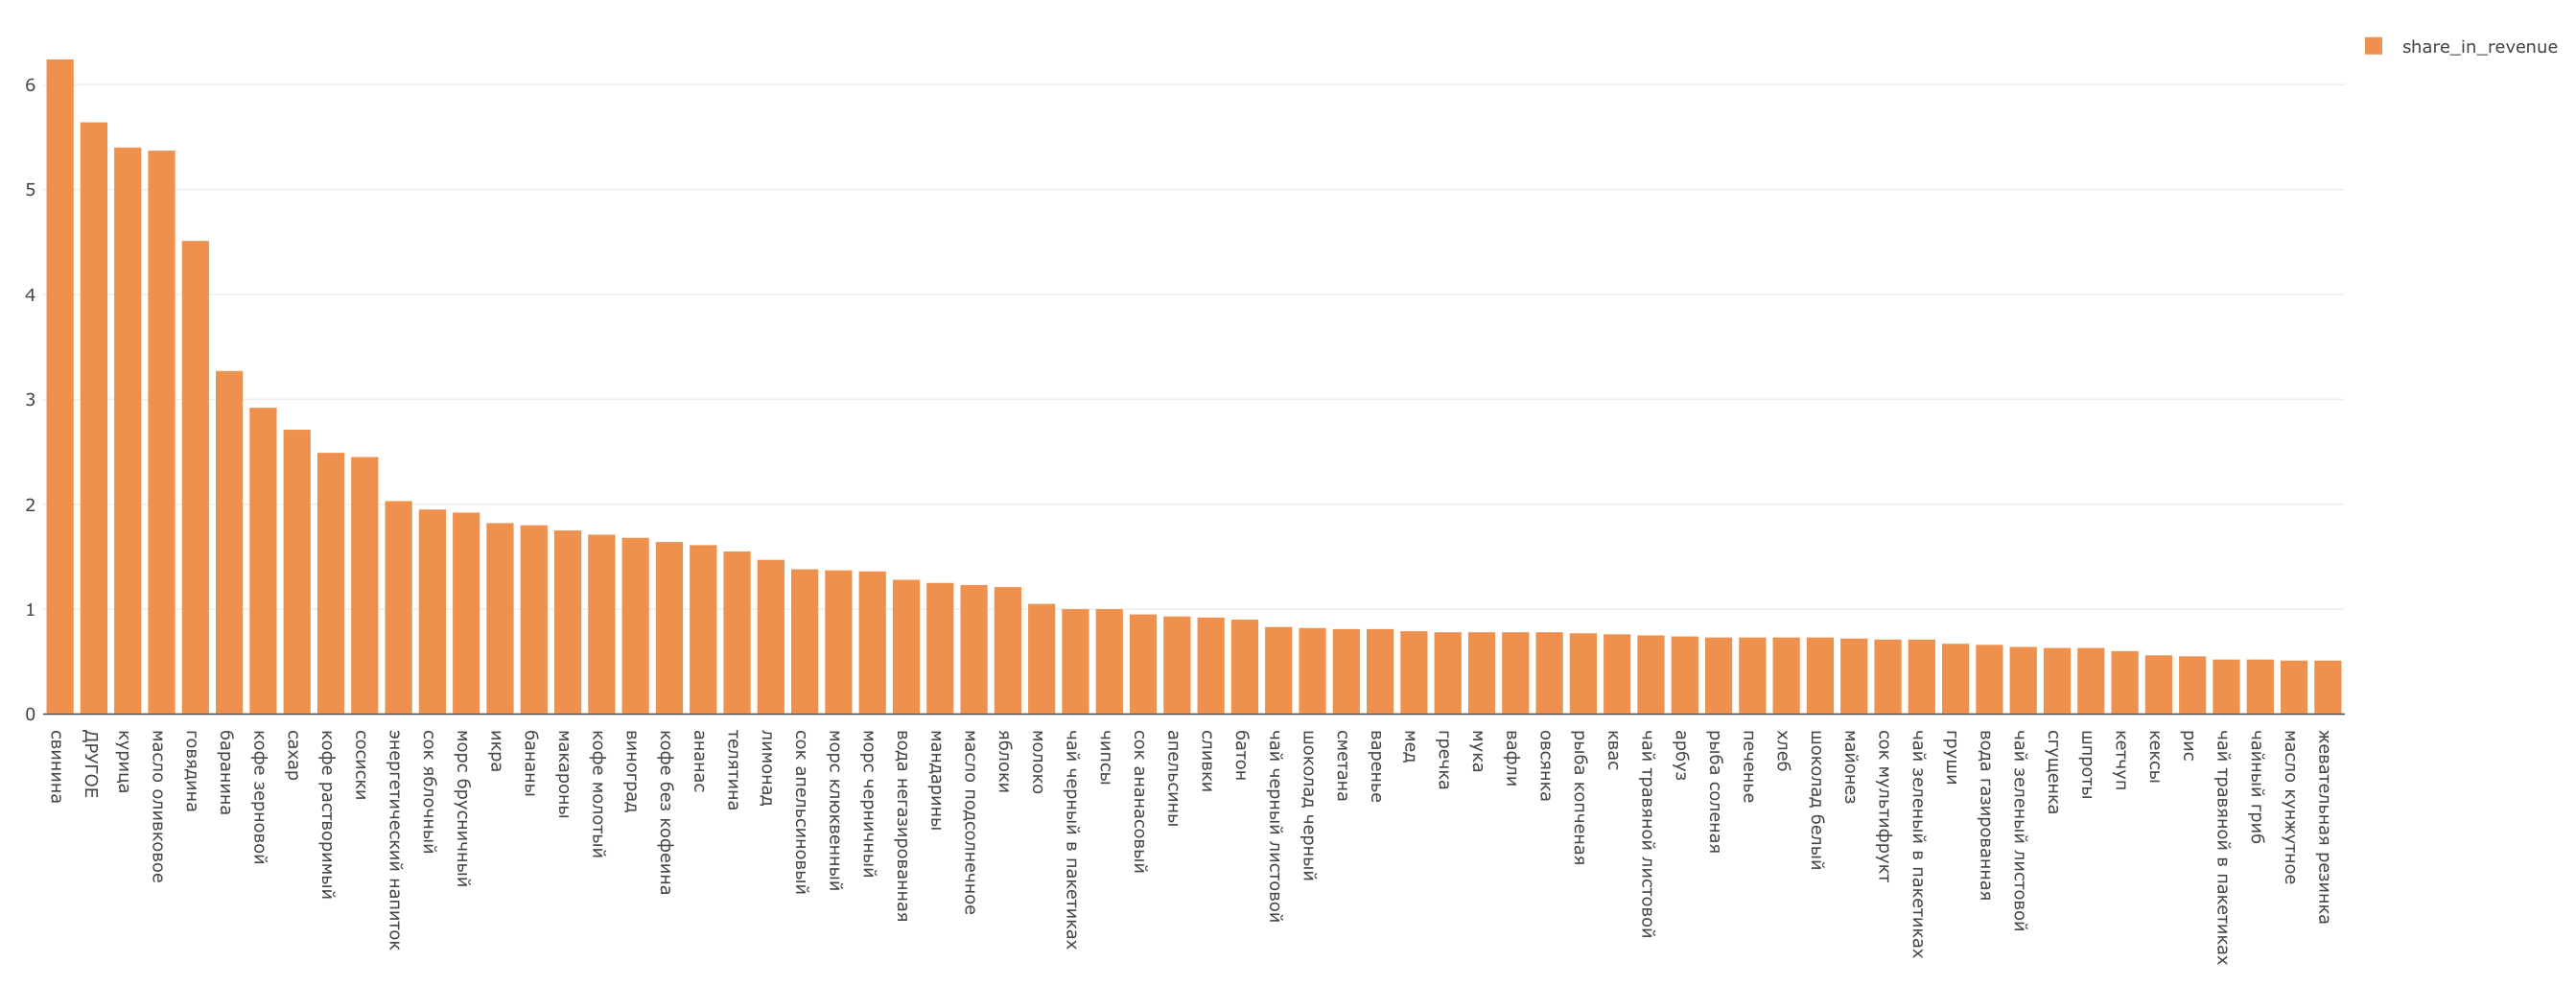 share_in_revenue
6
5
4
3
2
1
0
свинина
ДРУГОЕ
курица
масло оливковое
говядина
баранина
кофе зерновой
сахар
кофе растворимый
сосиски
энергетический напиток
сок яблочный
морс брусничный
икра
бананы
макароны
кофе молотый
виноград
кофе без кофеина
ананас
телятина
лимонад
сок апельсиновый
морс клюквенный
морс черничный
вода негазированная
мандарины
масло подсолнечное
яблоки
молоко
чай черный в пакетиках
чипсы
сок ананасовый
апельсины
сливки
батон
чай черный листовой
шоколад черный
сметана
варенье
мед
гречка
мука
вафли
овсянка
рыба копченая
квас
чай травяной листовой
арбуз
рыба соленая
печенье
хлеб
шоколад белый
майонез
сок мультифрукт
чай зеленый в пакетиках
груши
вода газированная
чай зеленый листовой
сгущенка
шпроты
кетчуп
кексы
рис
чай травяной в пакетиках
чайный гриб
масло кунжутное
жевательная резинка